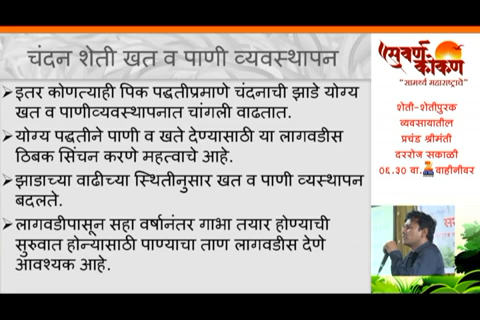 चंदन शेती खत व पाणी व्यवस्थापन
➢इतर कोणत्याही पिक पद्धतीप्रमाणे चंदनाची झाडे योग्य
खत व पाणीव्यवस्थापनात चांगली वाढतात.
➢योग्य पद्धतीने पाणी व खते देण्यासाठी या लागवडीस
ठिबक सिंचन करणे महत्वाचे आहे.
➢झाडाच्या वाढीच्या स्थितीनुसार खत व पाणी व्यस्थापन
बदलते.
➢लागवडीपासून सहा वर्षानंतर गाभा तयार होण्याची
सुरुवात होन्यासाठी पाण्याचा ताण लागवडीस देणे
आवश्यक आहे.
सुवर्ण
कोकण
"सामर्थ्य महाराष्ट्राचे"
शेती-शेतीपुरक
व्यवसायातील
प्रचंड श्रीमंती
दररोज सकाळी
०६.३० वा. वाहीनीवर